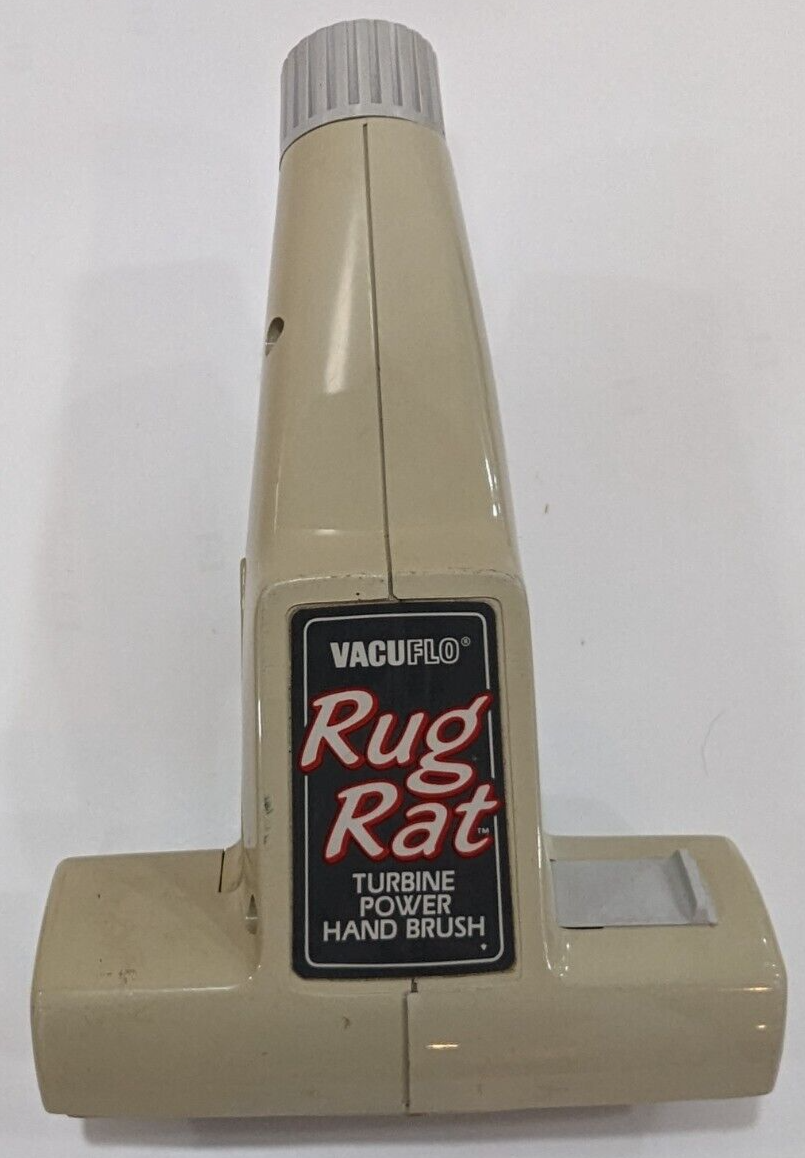 VACUFLO®
Rug
Rat™
TURBINE
POWER
HAND BRUSH